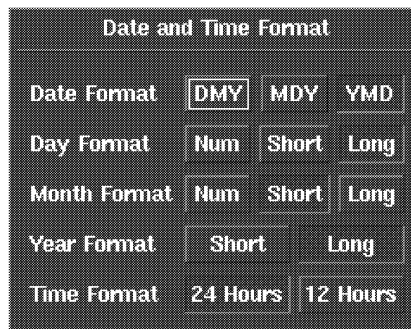 Date and Time Format
Date Format DMY MDY YMD
Day Format Num Short Long
Month Format Num Short Long
Year Format Short Long
Time Format 24 Hours 12 Hours